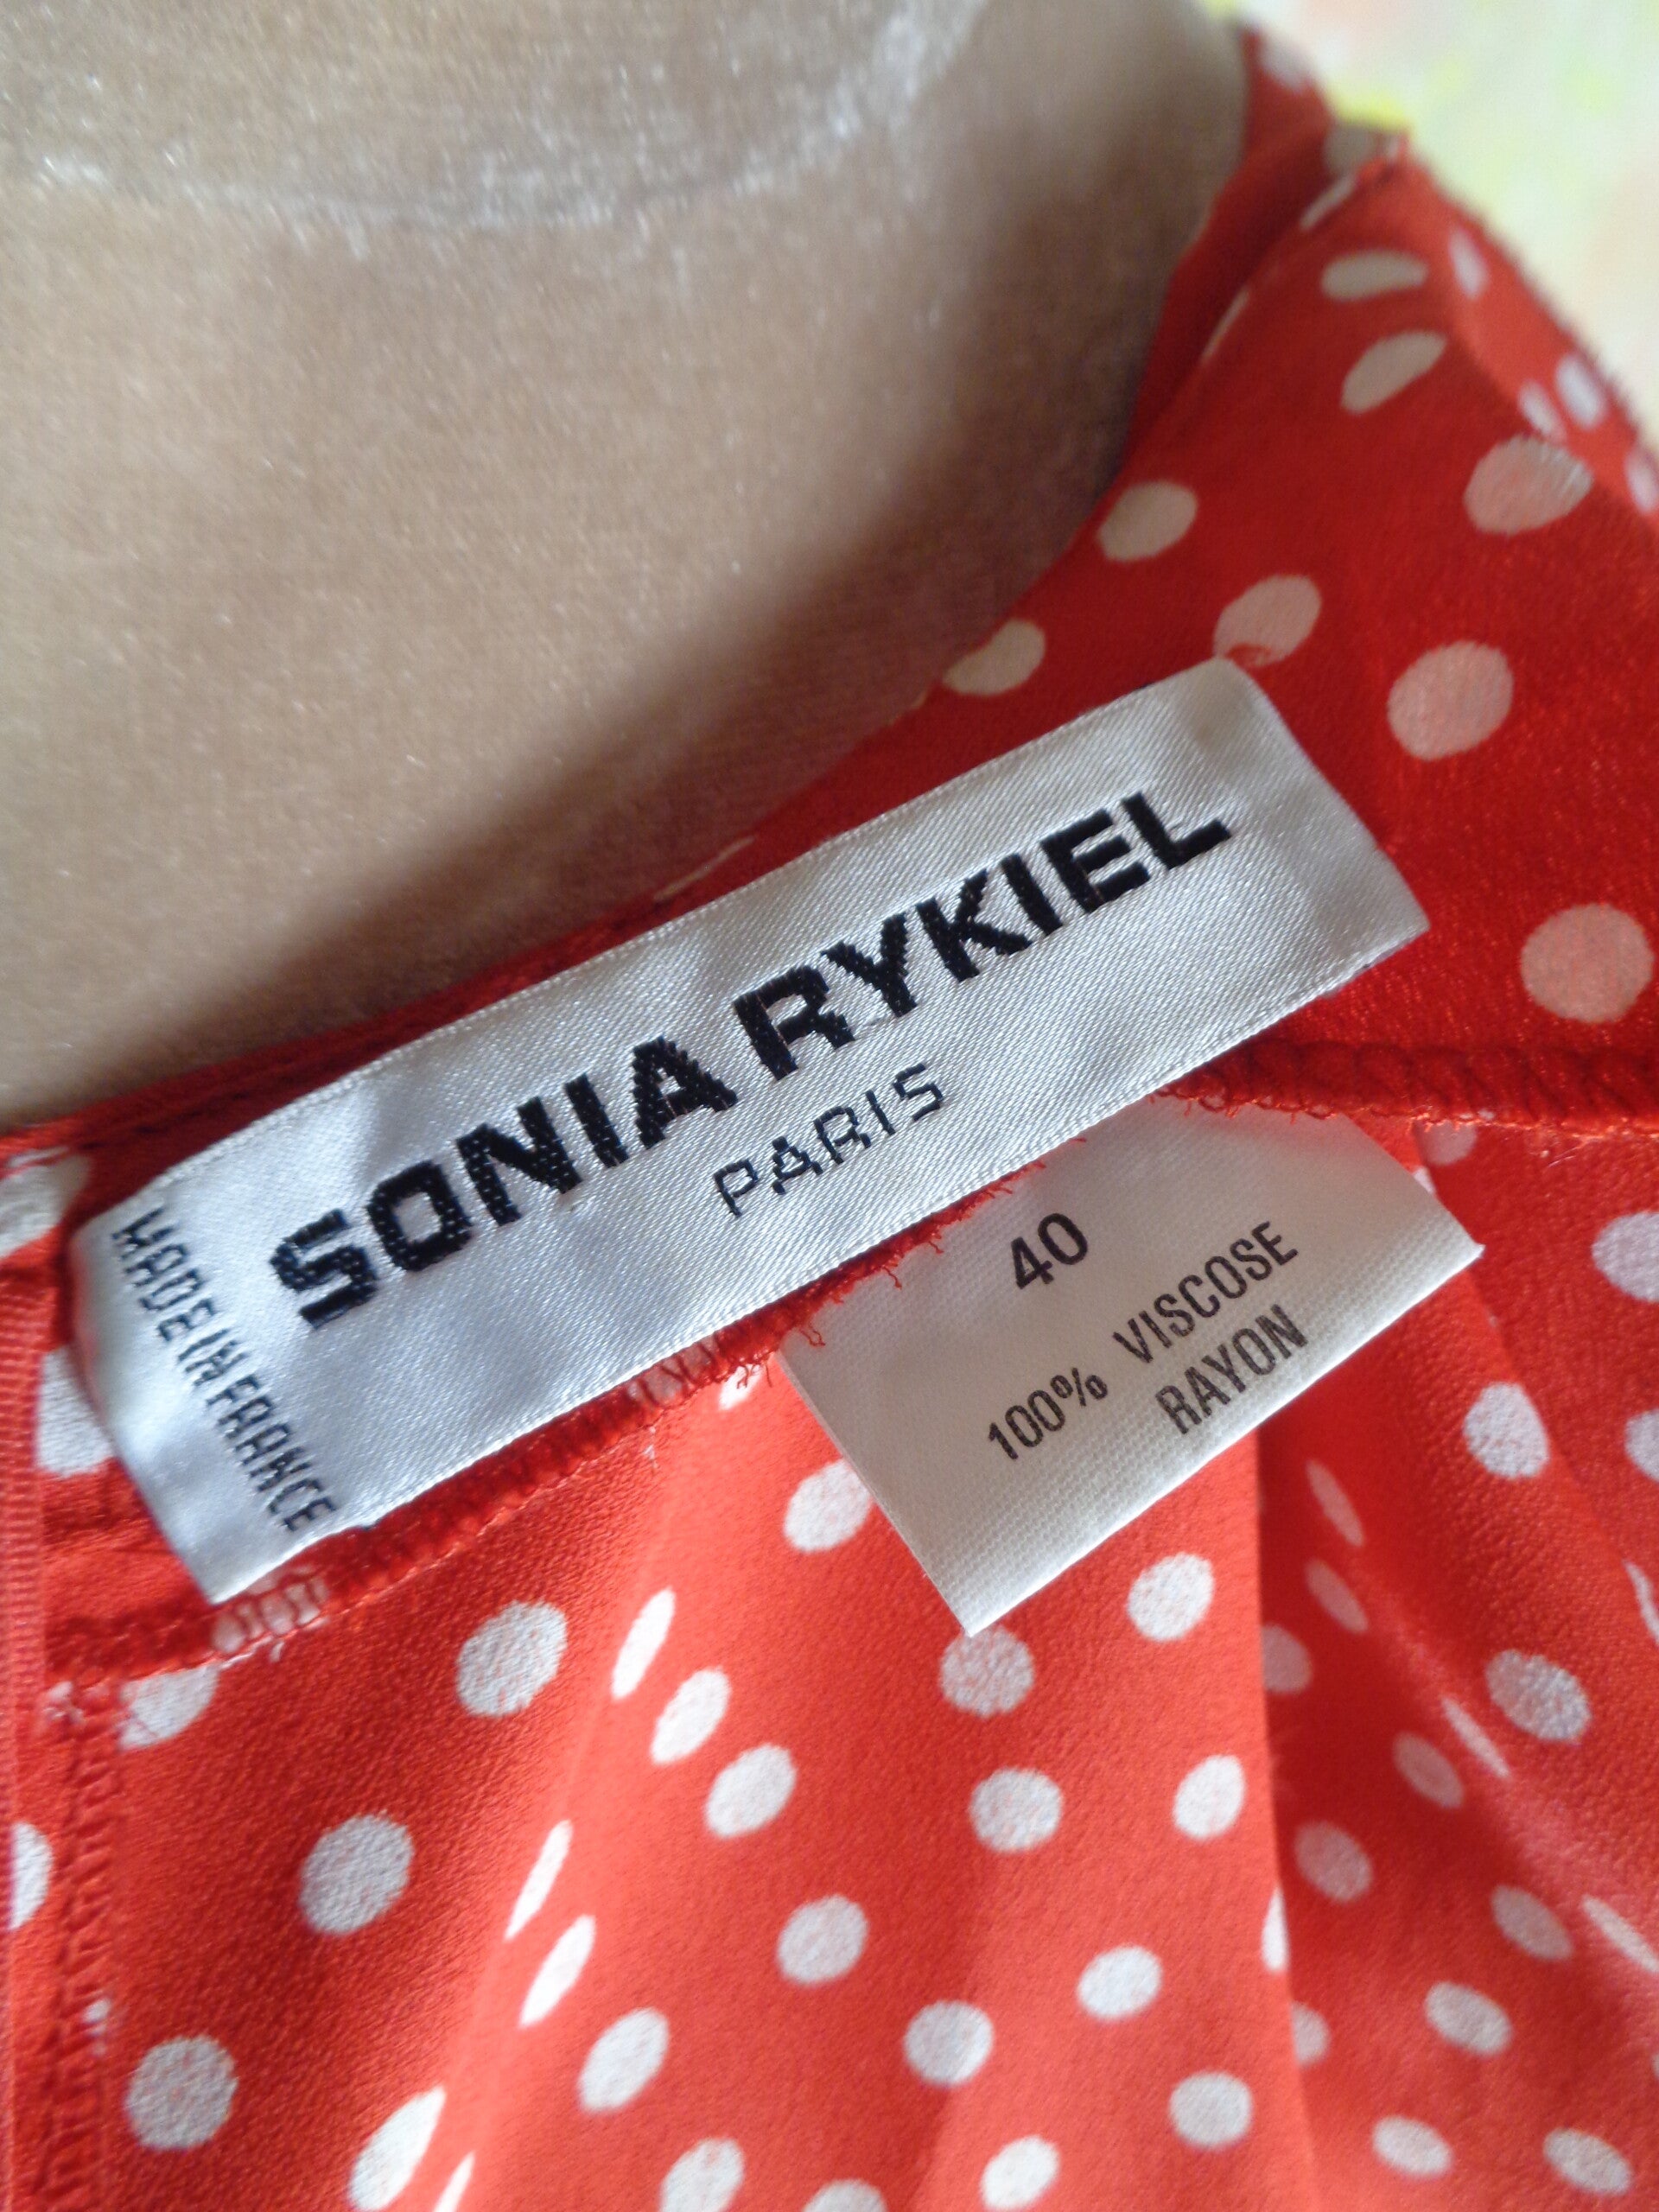 SONIA RYKIEL
PARIS
MADE IN FRANCE
40
100% VISCOSE
RAYON